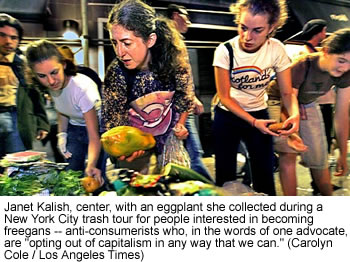 Scotland
Janet Kalish, center, with an eggplant she collected during a
New York City trash tour for people interested in becoming
freegans -- anti-consumerists who, in the words of one advocate,
are "opting out of capitalism in any way that we can." (Carolyn
Cole / Los Angeles Times)